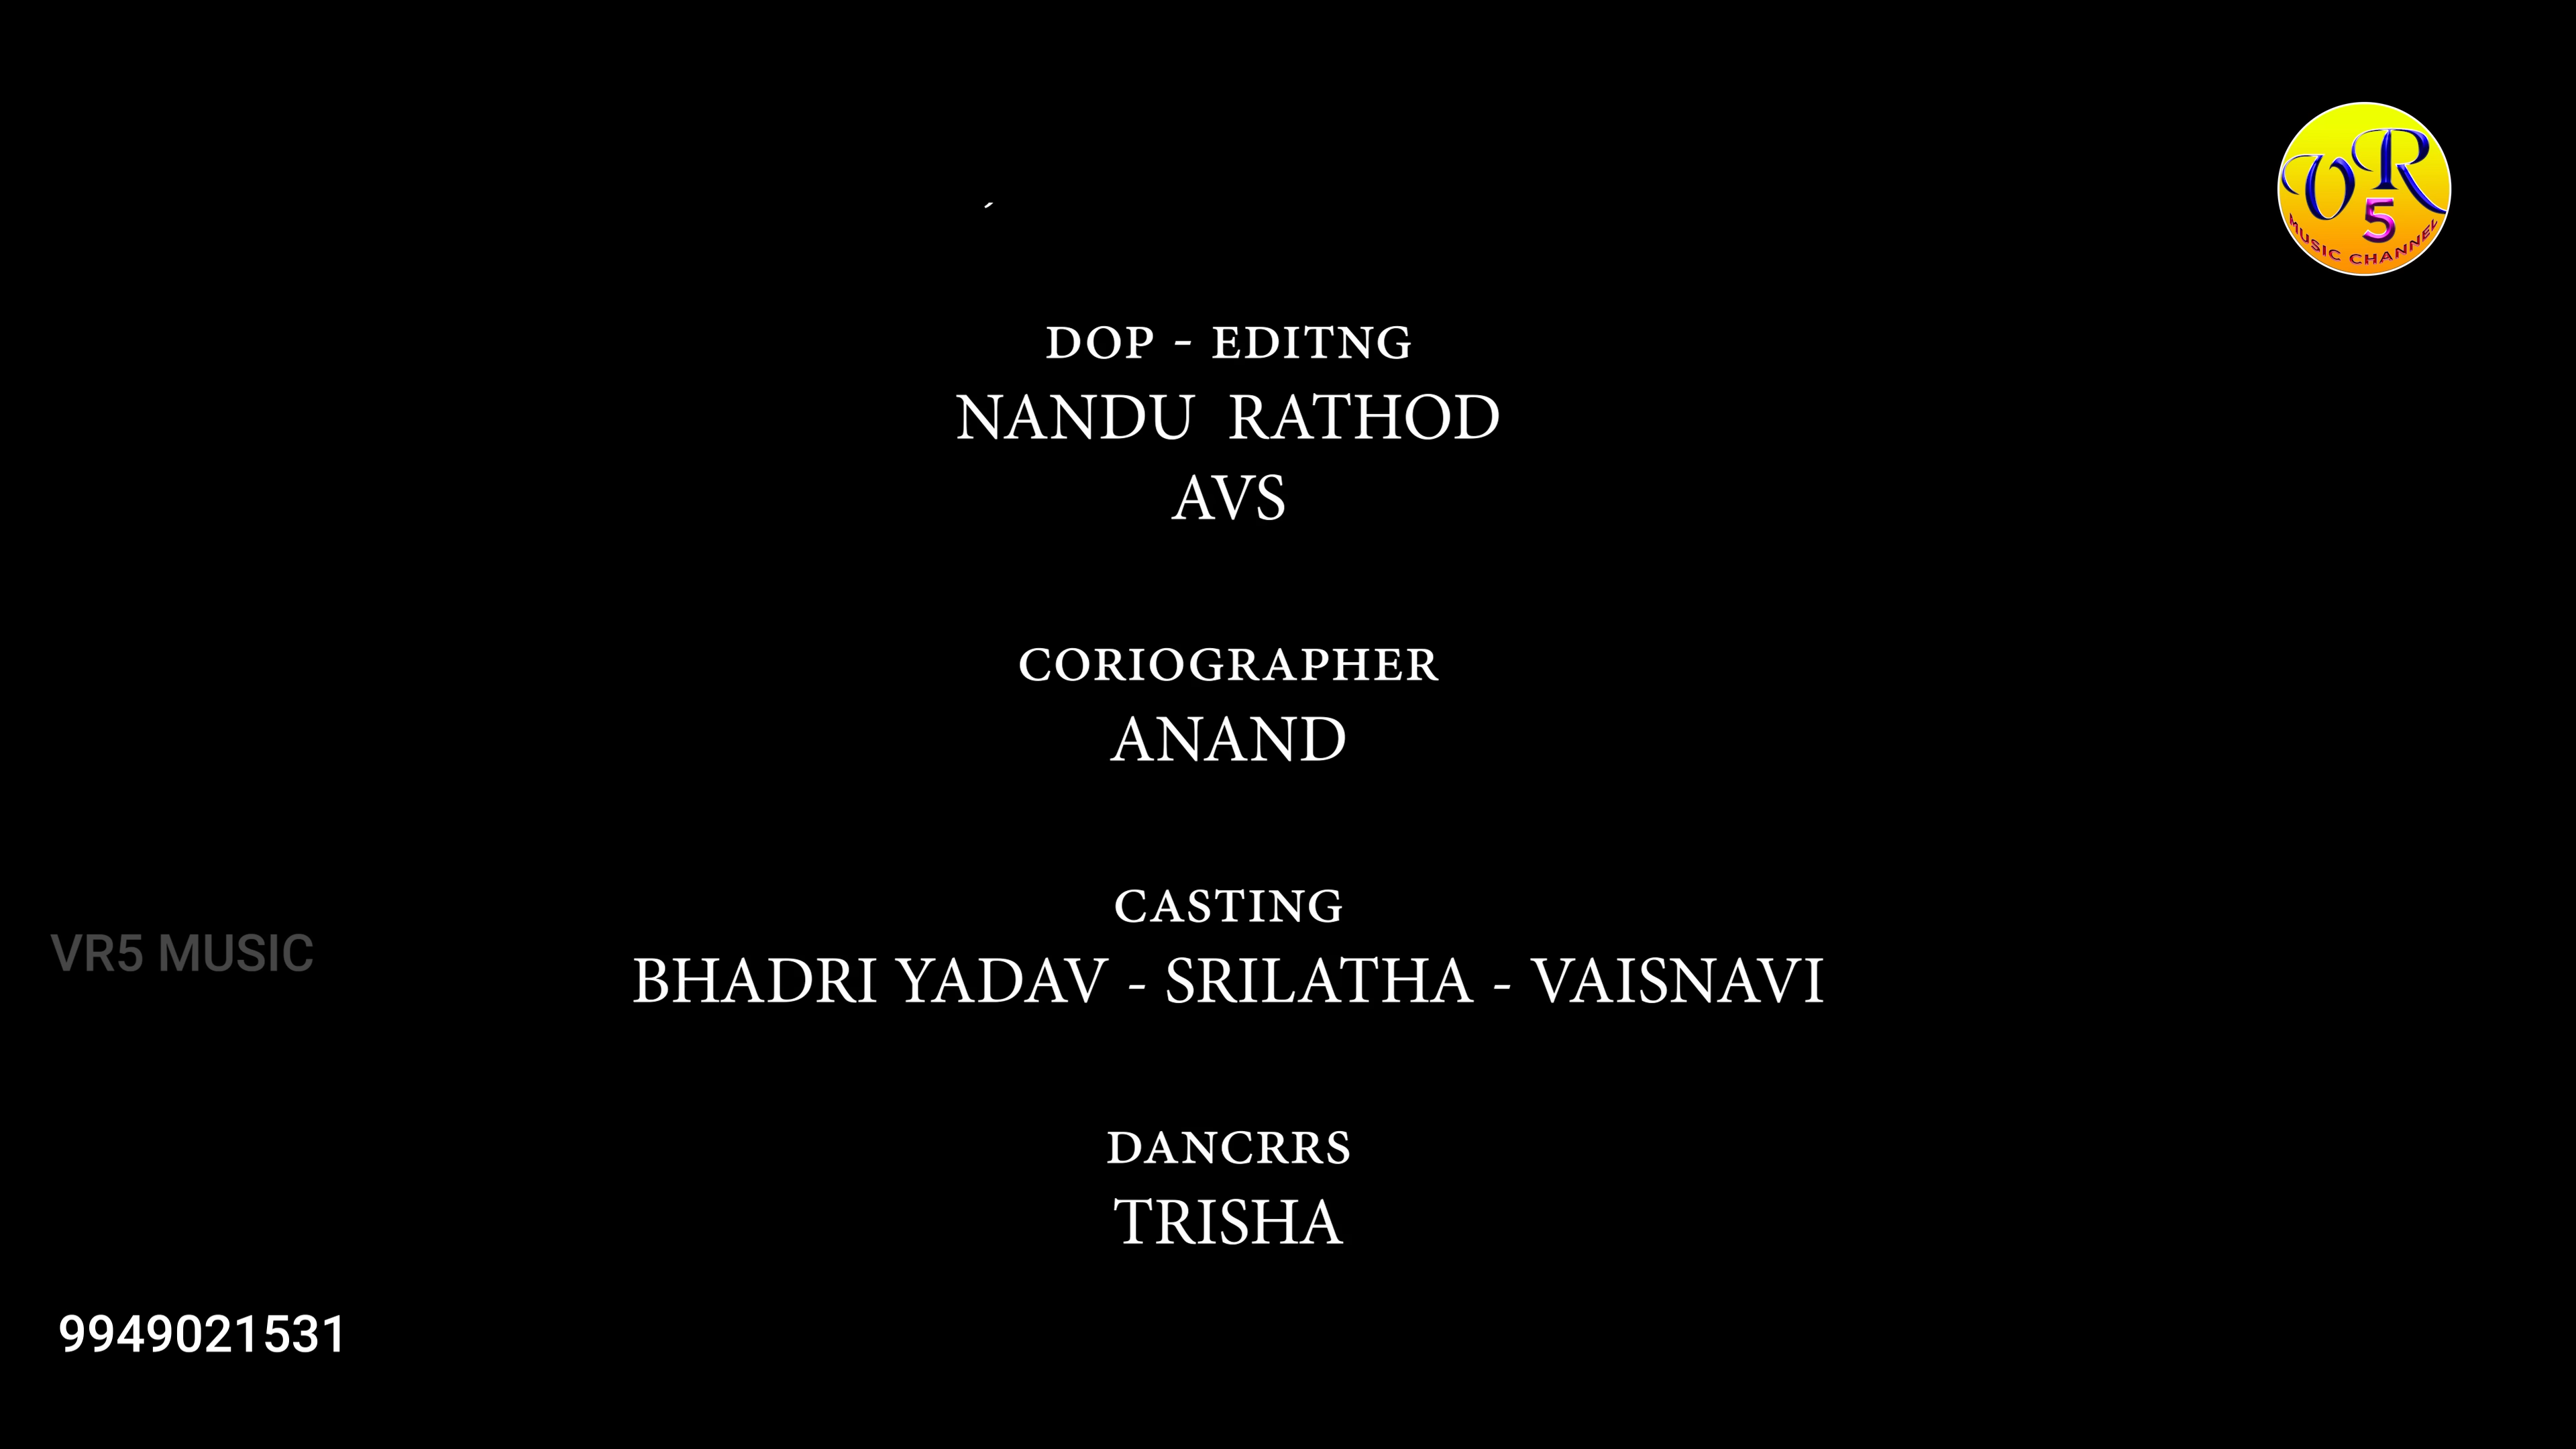 VR
5
MUSIC CHANNEL
DOP - EDITNG
NANDU RATHOD
AVS
CORIOGRAPHER
ANAND
CASTING
BHADRI YADAV - SRILATHA - VAISNAVI
VR5 MUSIC
DANCRRS
TRISHA
9949021531